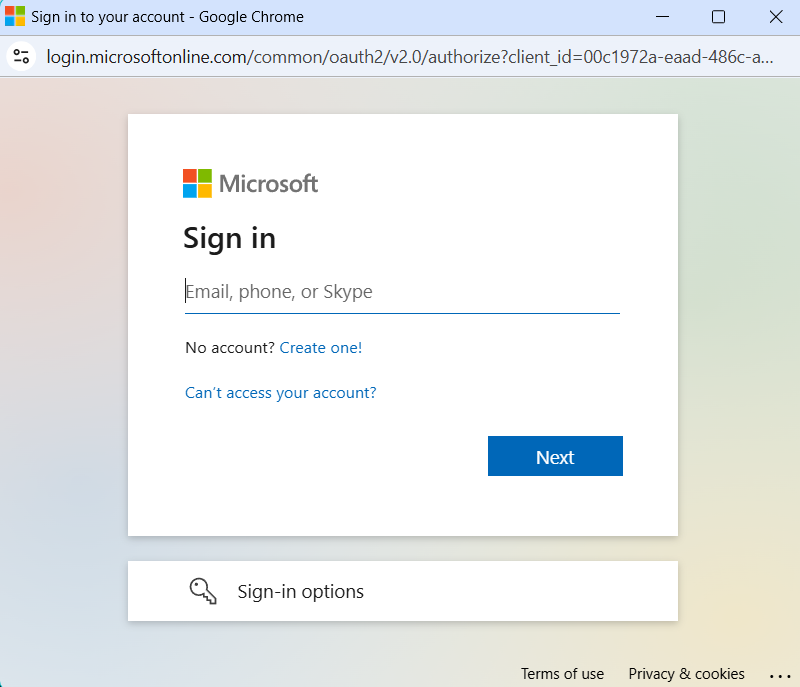 Sign in to your account - Google Chrome
login.microsoftonline.com/common/oauth2/v2.0/authorize?client_id=00c1972a-eaad-486c-a...
Microsoft
Sign in
Email, phone, or Skype
No account? Create one!
Can't access your account?
Next
Sign-in options
Terms of use Privacy & cookies ...